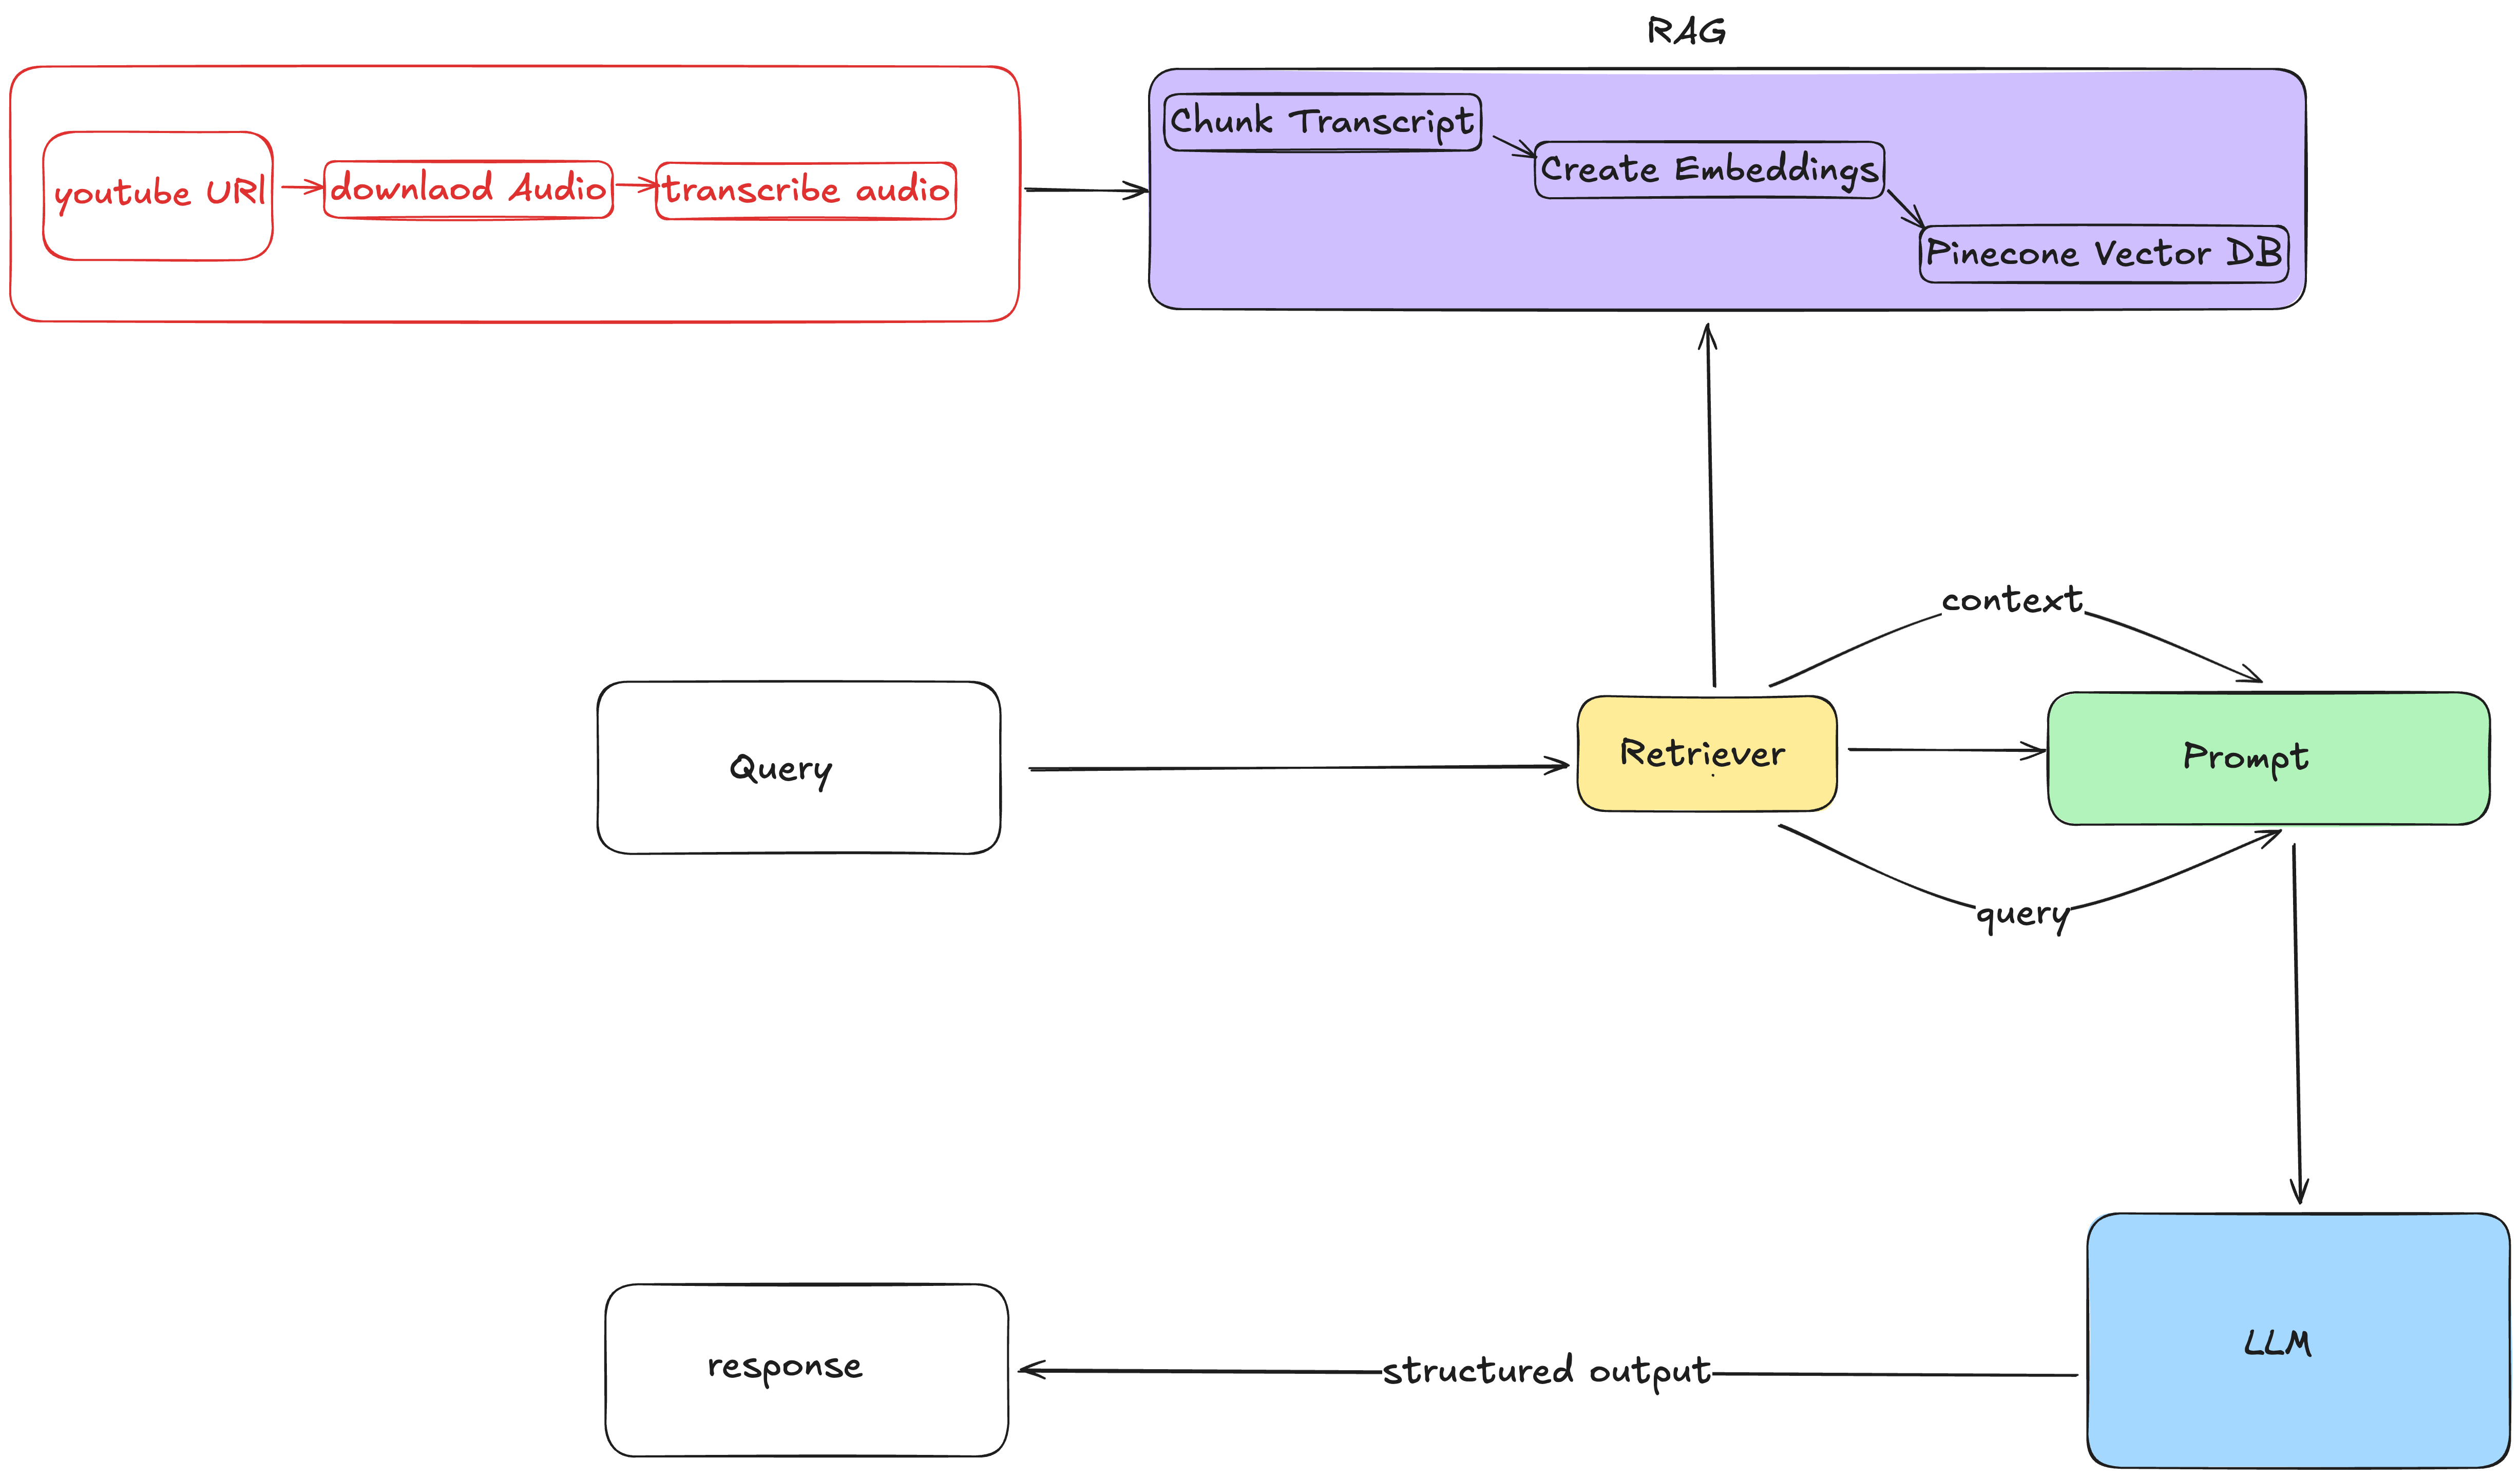 RAG
youtube URl
downlaod Audio
transcribe audio
Chunk Transcript
Create Embeddings
Pinecone Vector DB
context
Query
Retriever
Prompt
query
response
structured output
LLM